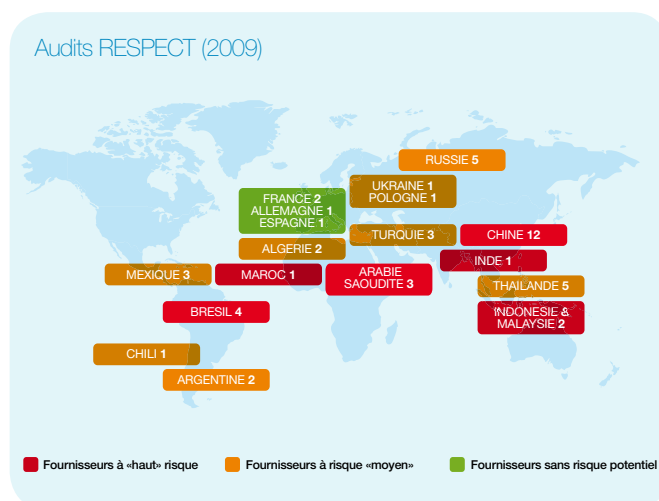 Audits RESPECT (2009)
RUSSIE 5
UKRAINE 1
POLOGNE 1
FRANCE 2
ALLEMAGNE 1
ESPAGNE 1
TURQUIE 3
CHINE 12
ALGERIE 2
INDE 1
MEXIQUE 3
MAROC 1
ARABIE
SAOUDITE 3
THAILANDE 5
BRESIL 4
INDONESIE &
MALAYSIE 2
CHILI 1
ARGENTINE 2
Fournisseurs à «haut» risque
Fournisseurs à risque «moyen»
Fournisseurs sans risque potentiel